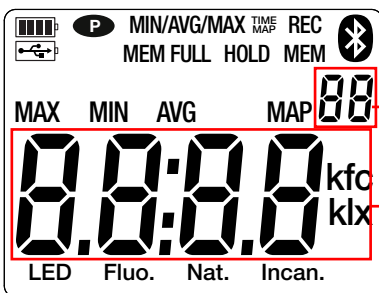 P MIN/AVG/MAX TIME MAP REC
MEM FULL HOLD MEM
MAX MIN AVG MAP 88
8.8:8.8 kfc
klx
LED Fluo. Nat. Incan.